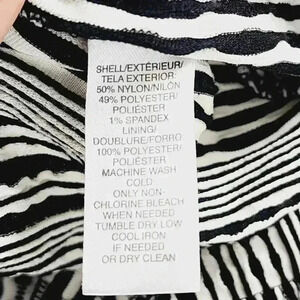 SHELL/EXTÉRIEUR/
TELA EXTERIOR:
50% NYLON/NILÓN
49% POLYESTER/
POLIÉSTER
1% SPANDEX
LINING/
DOUBLURE/FORRO
100% POLYESTER/
POLIÉSTER
MACHINE WASH
COLD
ONLY NON-
CHLORINE BLEACH
WHEN NEEDED
TUMBLE DRY LOW
COOL IRON
IF NEEDED
OR DRY CLEAN